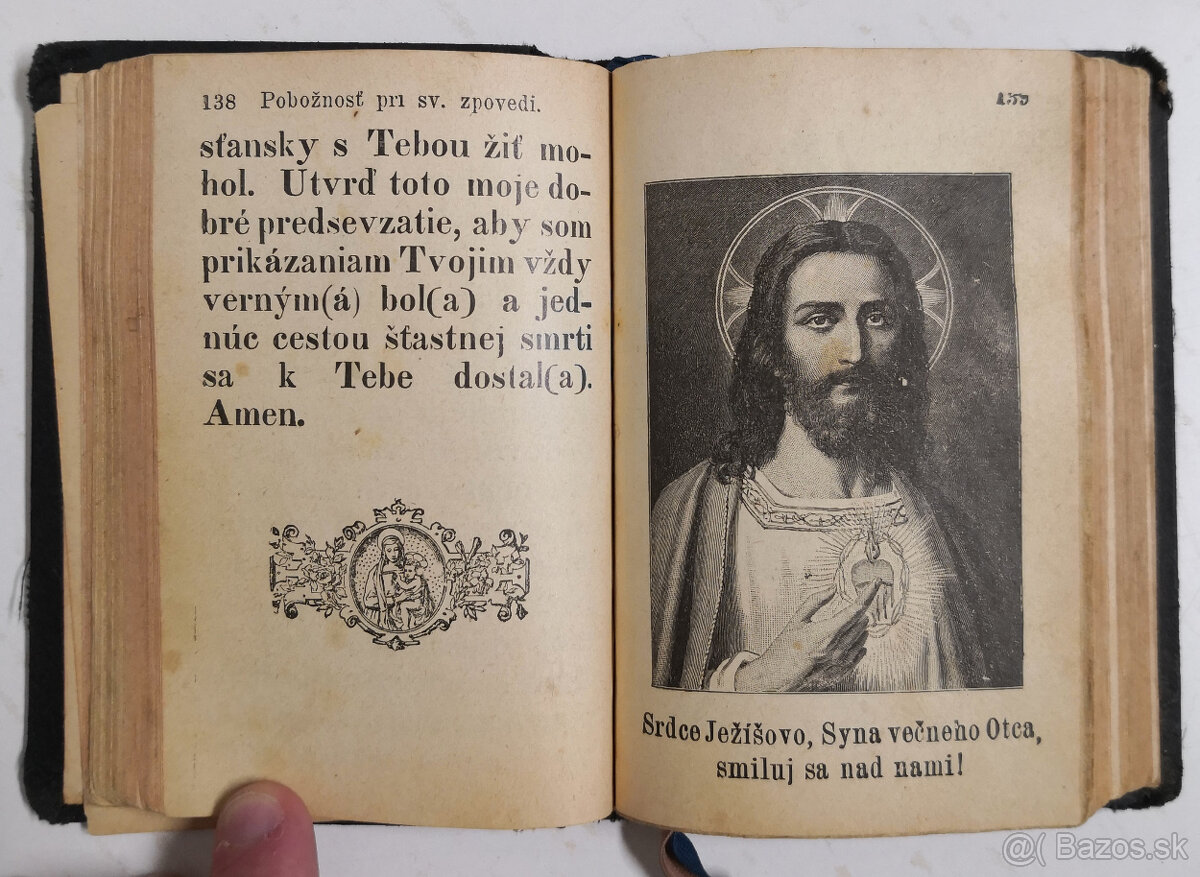 138 Pobožnosť pri sv. zpovedi.
sťansky s Tebou žiť mo-
hol. Utvrď toto moje do-
bré predsevzatie, aby som
prikázaniam Tvojim vždy
verným(á) bol(a) a jed-
núc cestou šťastnej smrti
sa k Tebe dostal(a).
Amen.
139
Srdce Ježíšovo, Syna večneho Otca,
smiluj sa nad nami!
@( Bazos.sk